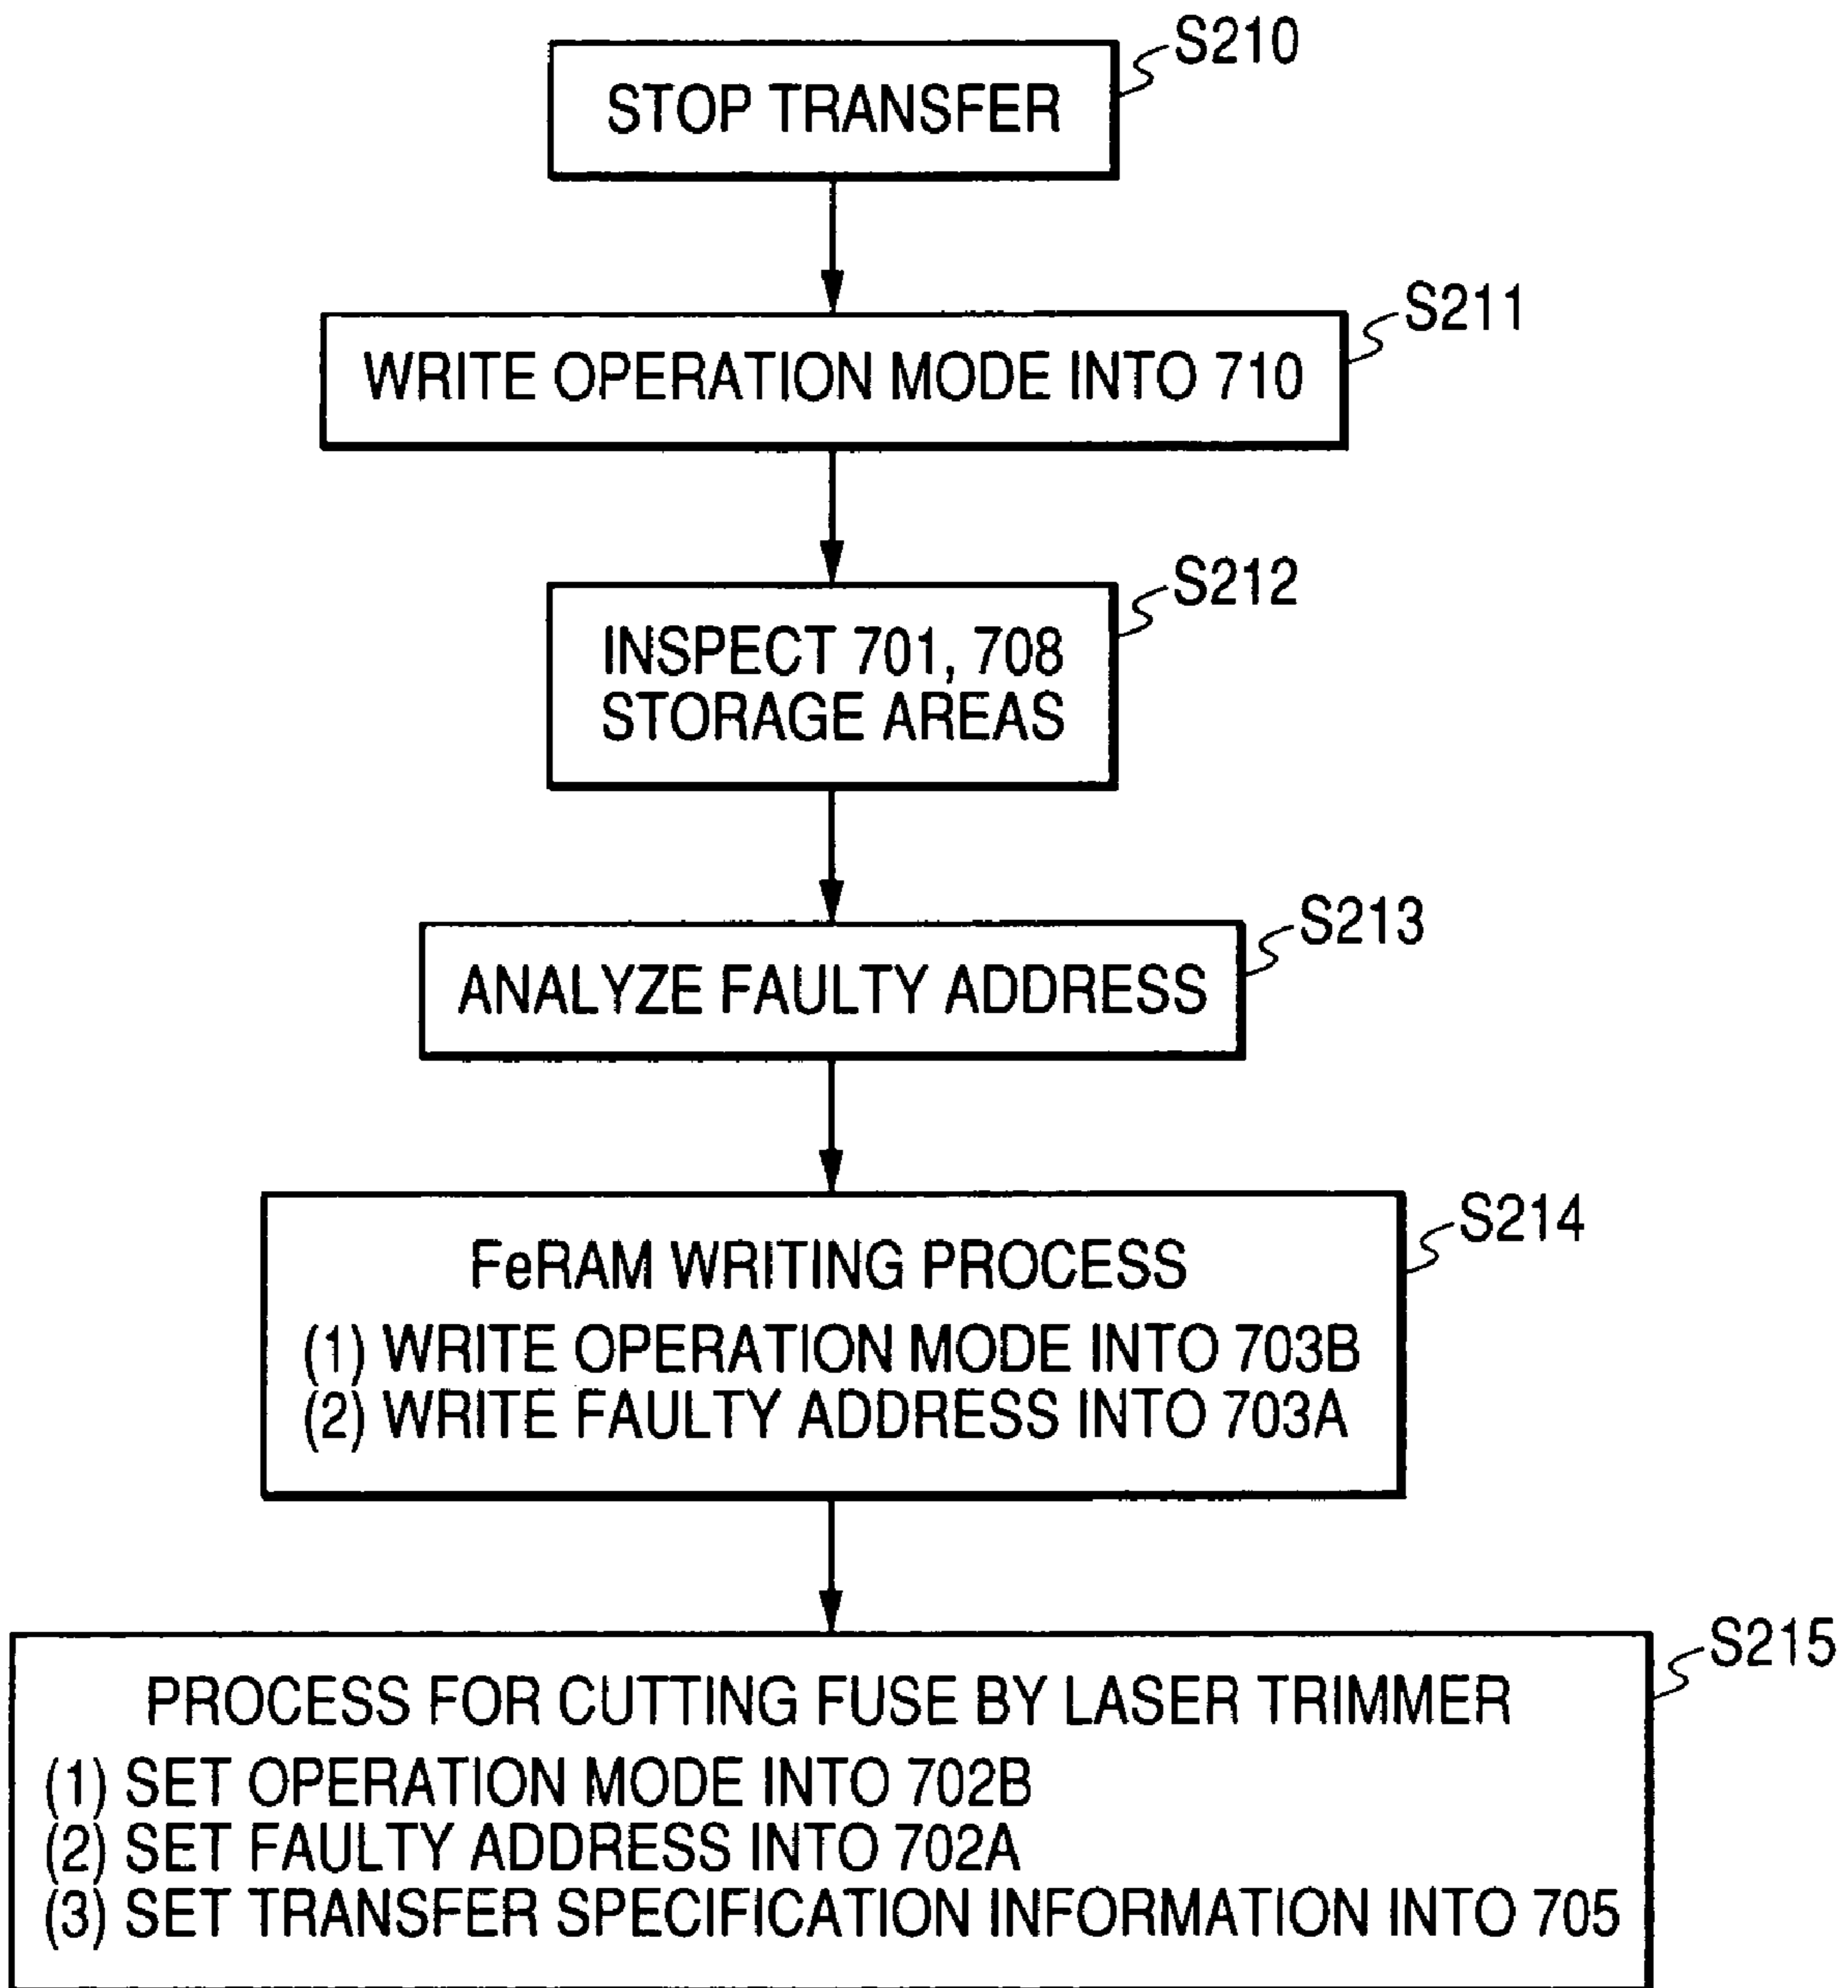 S210
STOP TRANSFER
S211
WRITE OPERATION MODE INTO 710
S212
INSPECT 701, 708
STORAGE AREAS
S213
ANALYZE FAULTY ADDRESS
S214
FeRAM WRITING PROCESS
(1) WRITE OPERATION MODE INTO 703B
(2) WRITE FAULTY ADDRESS INTO 703A
S215
PROCESS FOR CUTTING FUSE BY LASER TRIMMER
(1) SET OPERATION MODE INTO 702B
(2) SET FAULTY ADDRESS INTO 702A
(3) SET TRANSFER SPECIFICATION INFORMATION INTO 705